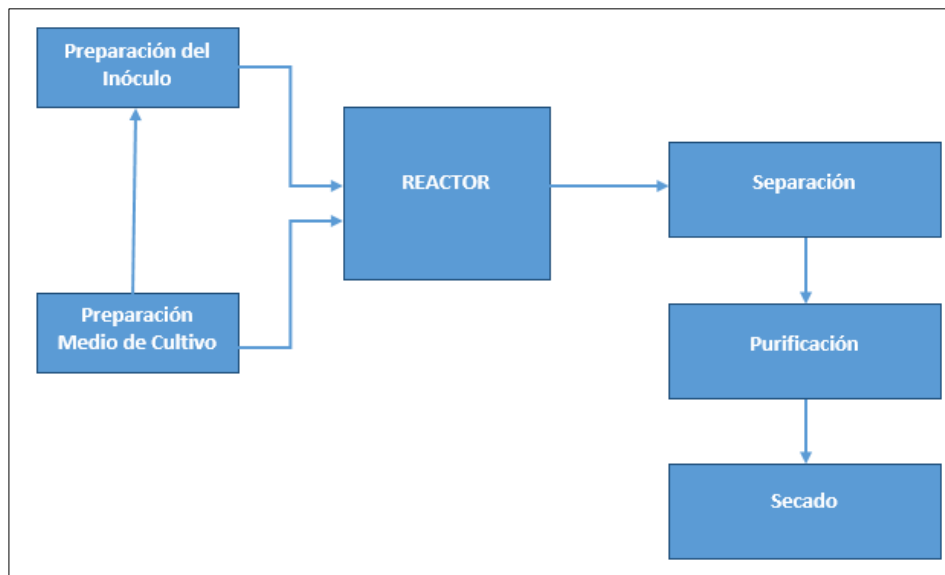 Preparación del
Inóculo
REACTOR
Separación
Preparación
Medio de Cultivo
Purificación
Secado